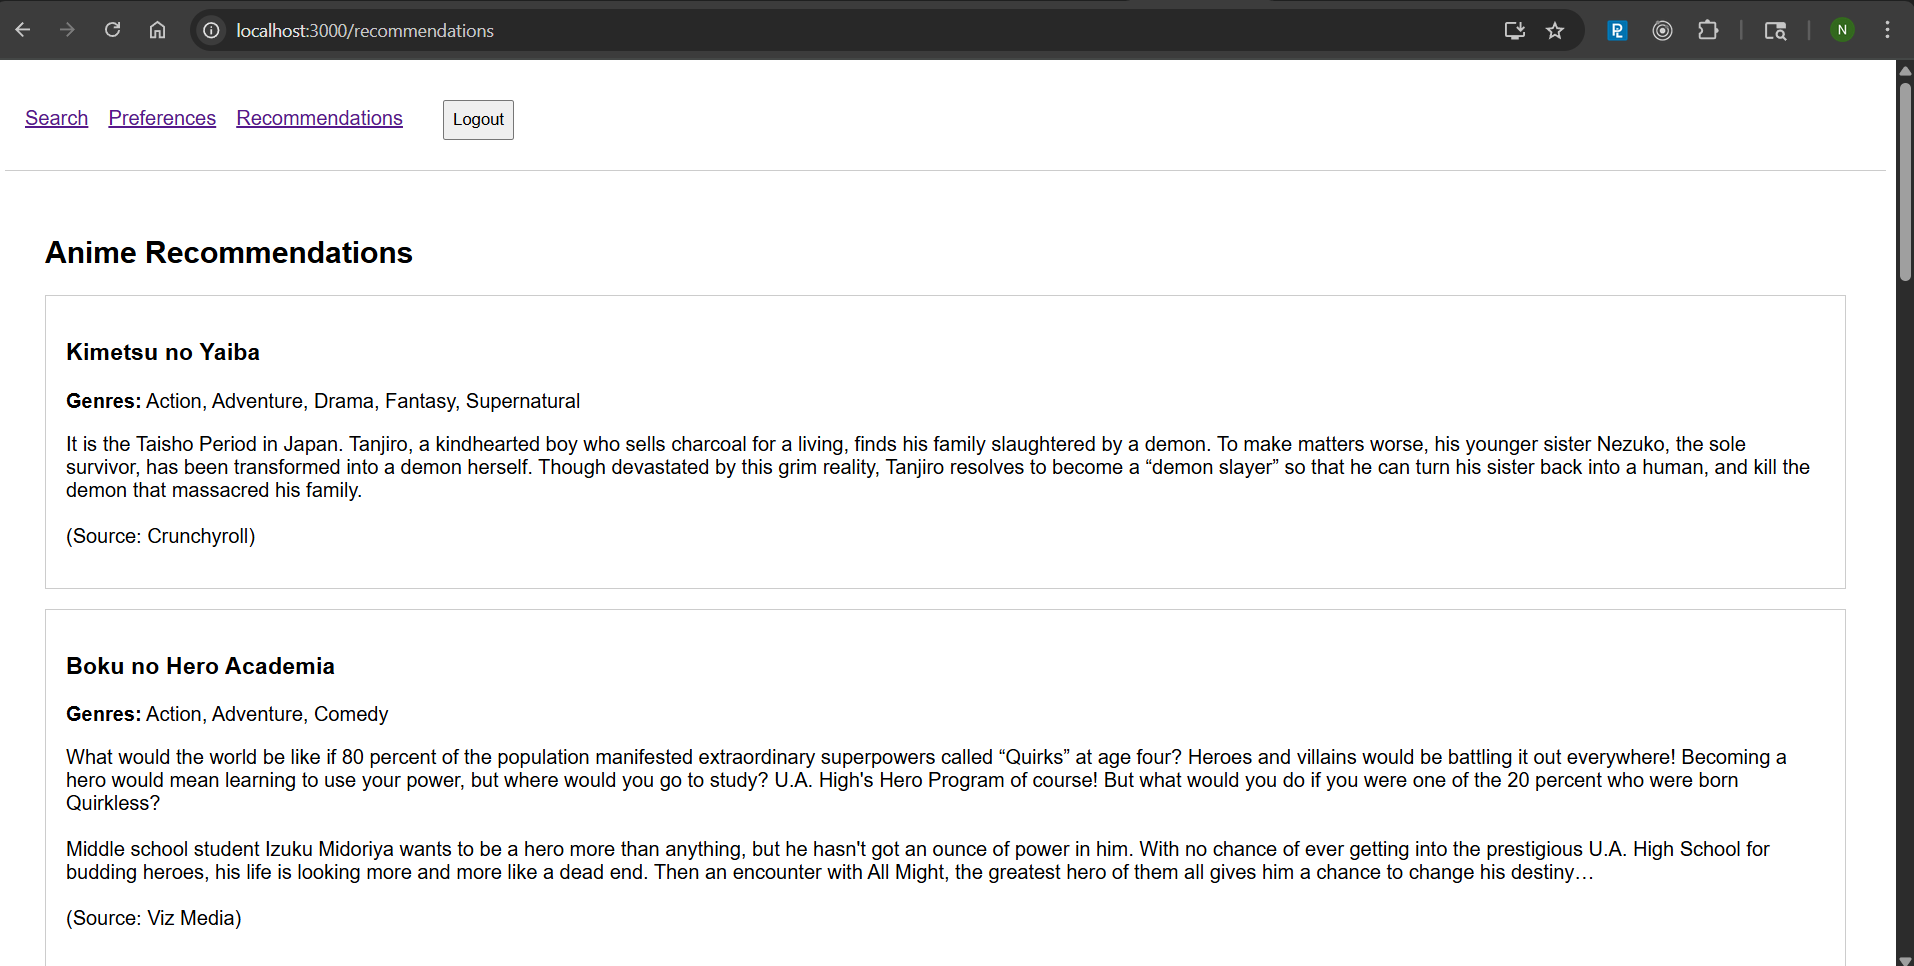 localhost:3000/recommendations
N
Search Preferences Recommendations Logout
Anime Recommendations
Kimetsu no Yaiba
Genres: Action, Adventure, Drama, Fantasy, Supernatural
It is the Taisho Period in Japan. Tanjiro, a kindhearted boy who sells charcoal for a living, finds his family slaughtered by a demon. To make matters worse, his younger sister Nezuko, the sole
survivor, has been transformed into a demon herself. Though devastated by this grim reality, Tanjiro resolves to become a “demon slayer” so that he can turn his sister back into a human, and kill the
demon that massacred his family.
(Source: Crunchyroll)
Boku no Hero Academia
Genres: Action, Adventure, Comedy
What would the world be like if 80 percent of the population manifested extraordinary superpowers called “Quirks” at age four? Heroes and villains would be battling it out everywhere! Becoming a
hero would mean learning to use your power, but where would you go to study? U.A. High's Hero Program of course! But what would you do if you were one of the 20 percent who were born
Quirkless?
Middle school student Izuku Midoriya wants to be a hero more than anything, but he hasn't got an ounce of power in him. With no chance of ever getting into the prestigious U.A. High School for
budding heroes, his life is looking more and more like a dead end. Then an encounter with All Might, the greatest hero of them all gives him a chance to change his destiny…
(Source: Viz Media)